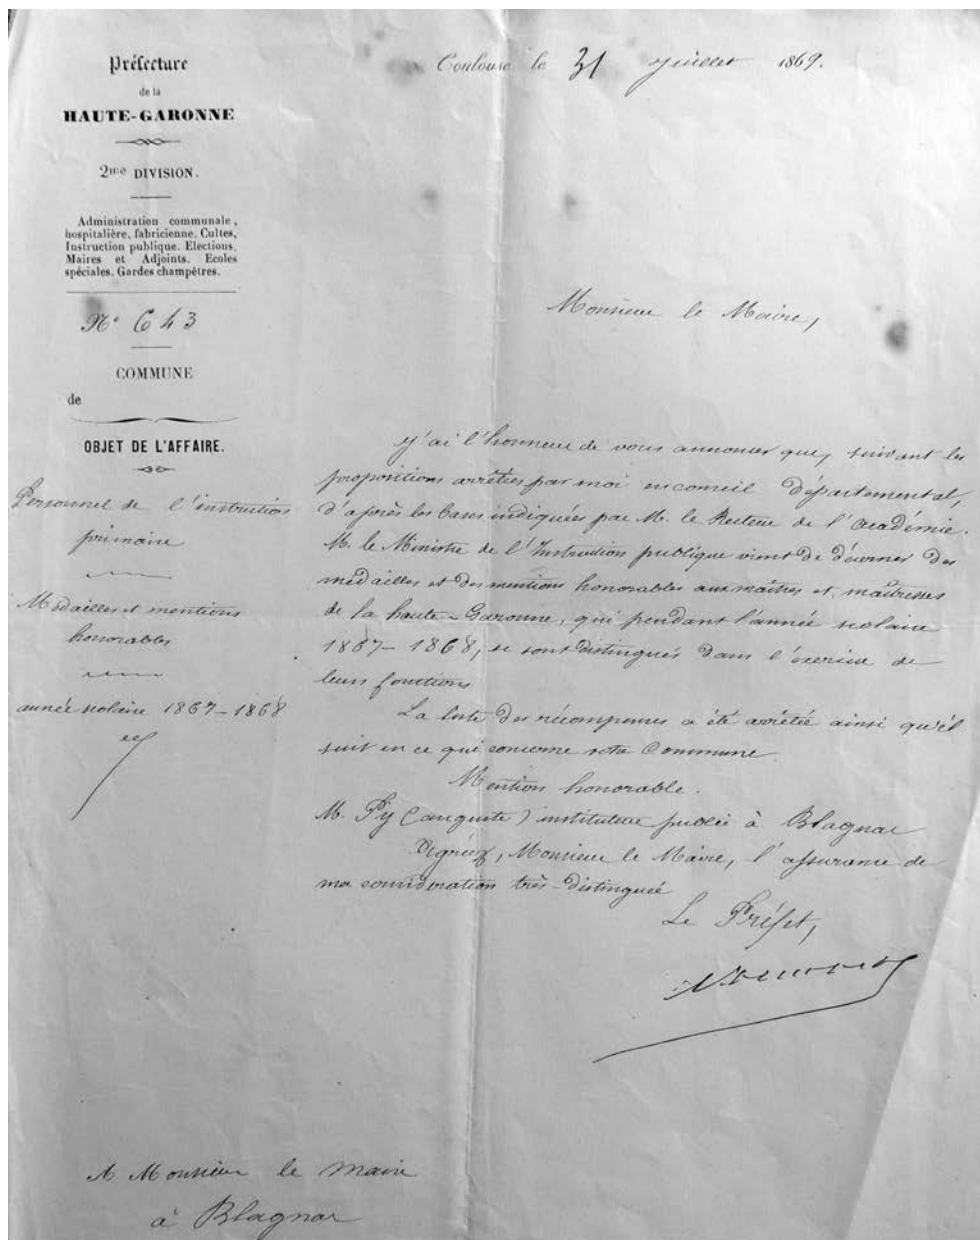 Préfecture
de la
HAUTE-GARONNE
2me DIVISION.
Administration communale,
hospitalière, fabricienne. Cultes,
Instruction publique. Elections,
Maires et Adjoints. Ecoles
spéciales. Gardes champêtres.
N° 643
COMMUNE
de
OBJET DE L'AFFAIRE.
Personnel de l'instruction
primaire
Médailles et mentions
honorables
année scolaire 1867-1868
Toulouse le 31 juillet 1869.
Monsieur le Maire,
J'ai l'honneur de vous annoncer que, suivant les
propositions arrêtées par moi en conseil départemental,
d'après les bases indiquées par M. le Recteur de l'Académie.
M. le Ministre de l'Instruction publique vient de décerner des
médailles et des mentions honorables aux maîtres et maîtresses
de la haute-Garonne, qui pendant l'année scolaire
1867-1868, se sont distingués dans l'exercice de
leurs fonctions
La liste des récompenses a été arrêtée ainsi qu'il
suit en ce qui concerne votre Commune.
Mention honorable.
M. Py (auguste) instituteur public à Blagnac
Agréez, Monsieur le Maire, l'assurance de
ma considération très-distinguée
Le Préfet,
A Monsieur le maire
à Blagnac